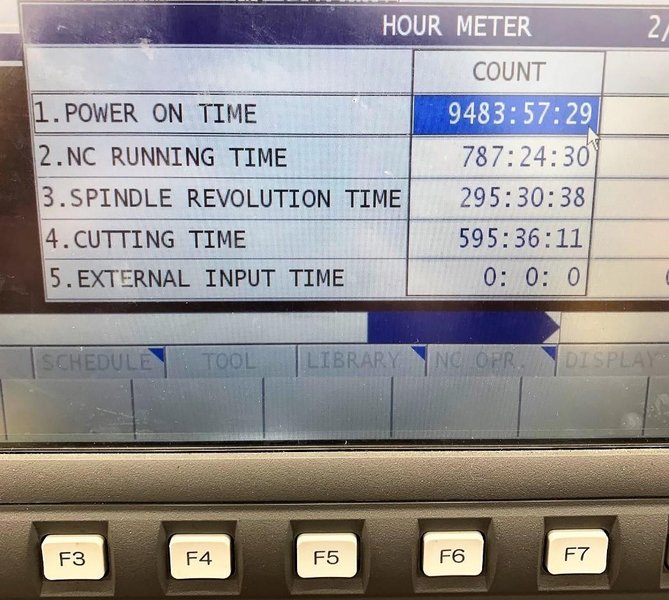 HOUR METER 2/
COUNT
1.POWER ON TIME 9483:57:29
2.NC RUNNING TIME 787:24:30
3.SPINDLE REVOLUTION TIME 295:30:38
4.CUTTING TIME 595:36:11
5.EXTERNAL INPUT TIME 0: 0: 0
SCHEDULE TOOL LIBRARY NC OPR. DISPLAY
F3 F4 F5 F6 F7